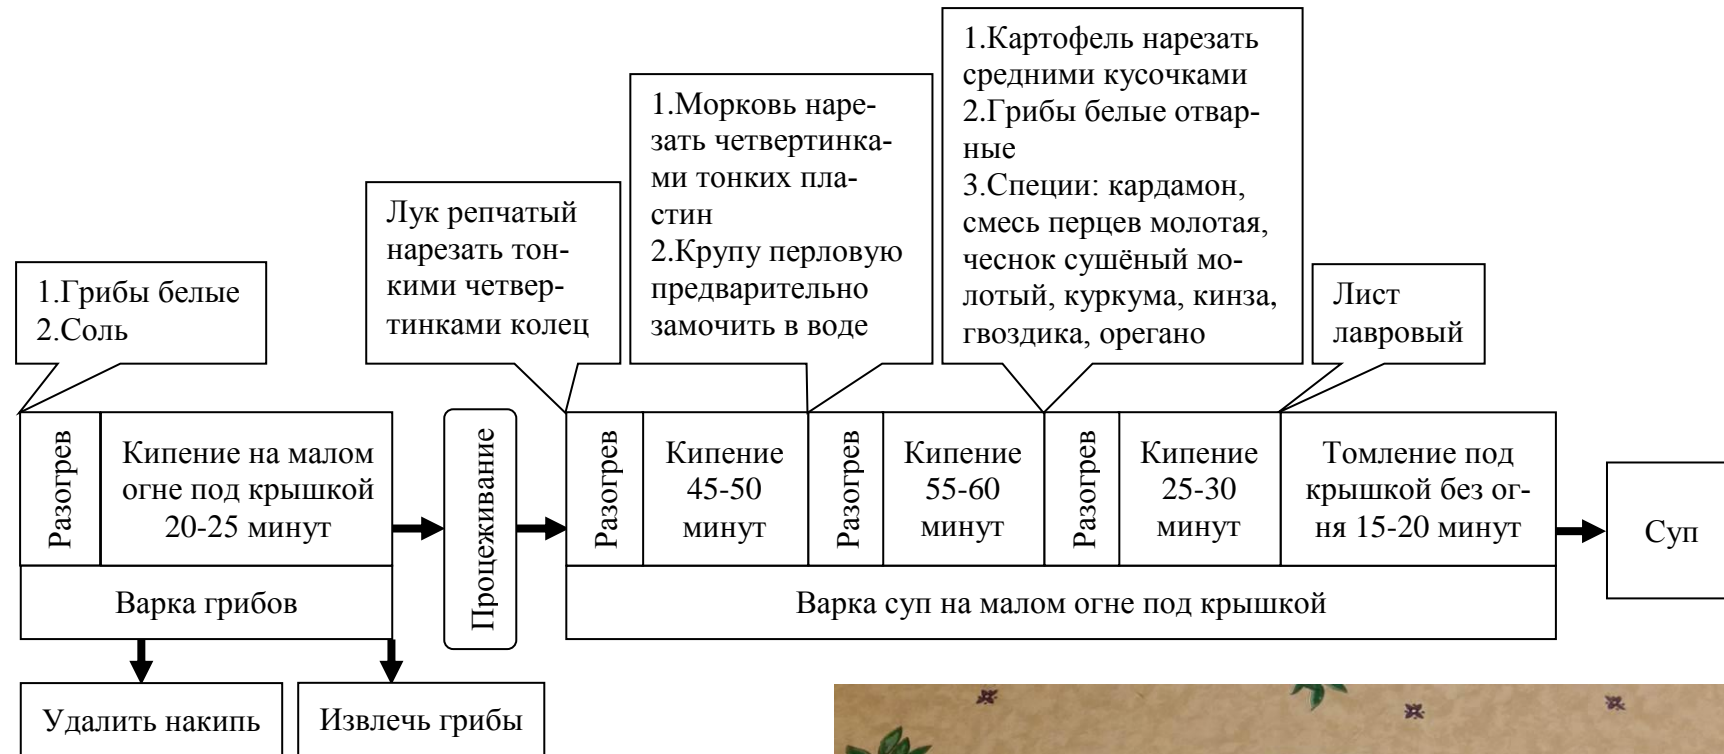 1.Грибы белые
2.Соль
Лук репчатый
нарезать тон-
кими четвер-
тинками колец
1.Морковь наре-
зать четвертинка-
ми тонких пла-
стин
2.Крупу перловую
предварительно
замочить в воде
1.Картофель нарезать
средними кусочками
2.Грибы белые отвар-
ные
3.Специи: кардамон,
смесь перцев молотая,
чеснок сушёный мо-
лотый, куркума, кинза,
гвоздика, орегано
Лист
лавровый
Разогрев
Кипение на малом
огне под крышкой
20-25 минут
Варка грибов
Удалить накипь
Извлечь грибы
Процеживание
Разогрев
Кипение
45-50
минут
Разогрев
Кипение
55-60
минут
Разогрев
Кипение
25-30
минут
Томление под
крышкой без ог-
ня 15-20 минут
Варка суп на малом огне под крышкой
Суп